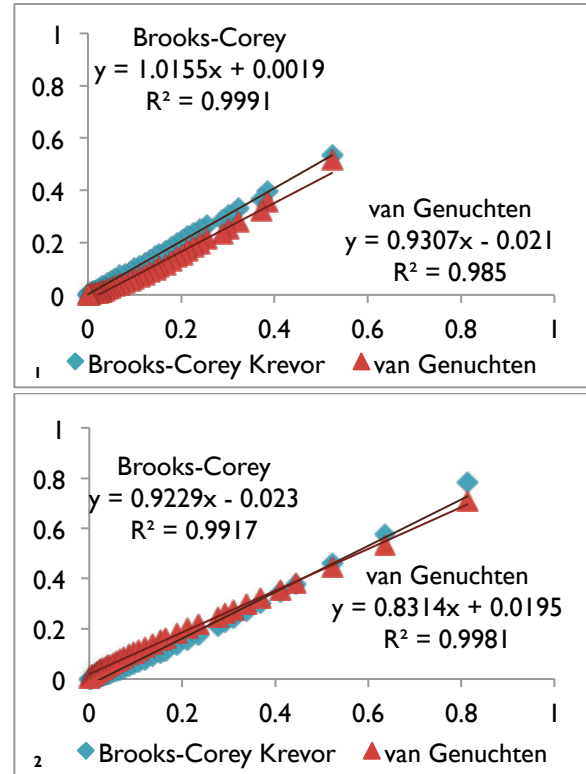 1
Brooks-Corey
y = 1.0155x + 0.0019
R² = 0.9991
0.8
0.6
0.4
van Genuchten
y = 0.9307x - 0.021
R² = 0.985
0.2
0
0 0.2 0.4 0.6 0.8 1
1 Brooks-Corey Krevor van Genuchten
1
Brooks-Corey
y = 0.9229x - 0.023
R² = 0.9917
0.8
0.6
0.4
van Genuchten
y = 0.8314x + 0.0195
R² = 0.9981
0.2
0
0 0.2 0.4 0.6 0.8 1
2 Brooks-Corey Krevor van Genuchten